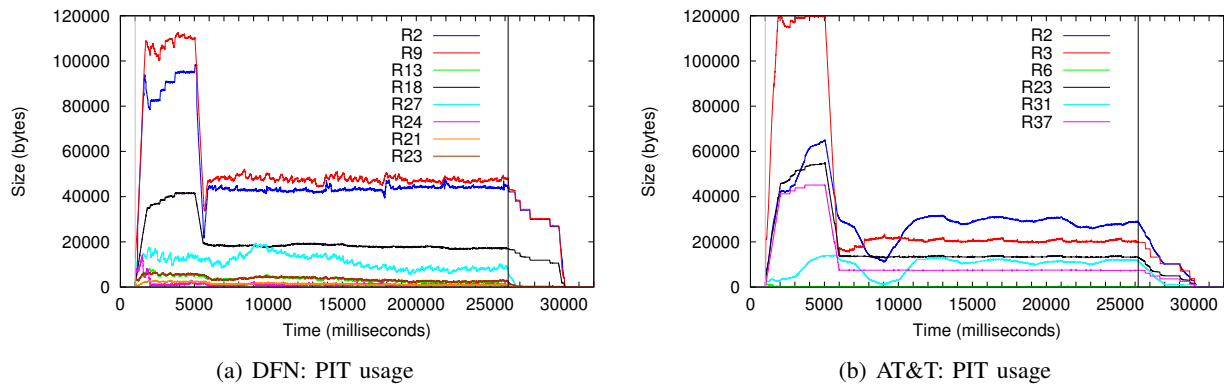 120000
100000
80000
60000
40000
20000
0
Size (bytes)
0 5000 10000 15000 20000 25000 30000
Time (milliseconds)
R2
R9
R13
R18
R27
R24
R21
R23
(a) DFN: PIT usage
120000
100000
80000
60000
40000
20000
0
Size (bytes)
0 5000 10000 15000 20000 25000 30000
Time (milliseconds)
R2
R3
R6
R23
R31
R37
(b) AT&T: PIT usage